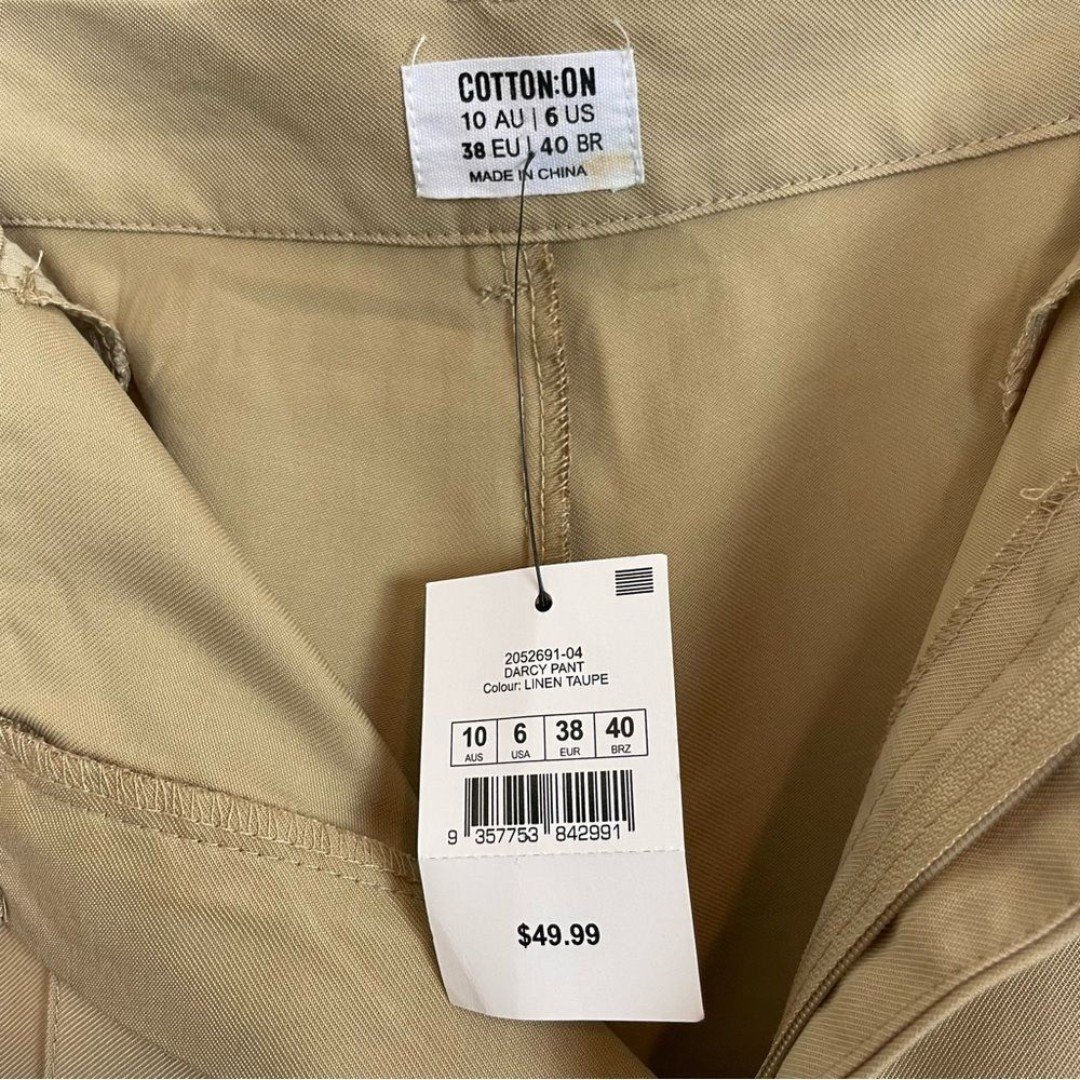 COTTON:ON
10 AU | 6 US
38 EU | 40 BR
MADE IN CHINA
2052691-04
DARCY PANT
Colour: LINEN TAUPE
10 6 38 40
AUS USA EUR BRZ
9 357753 842991
$49.99